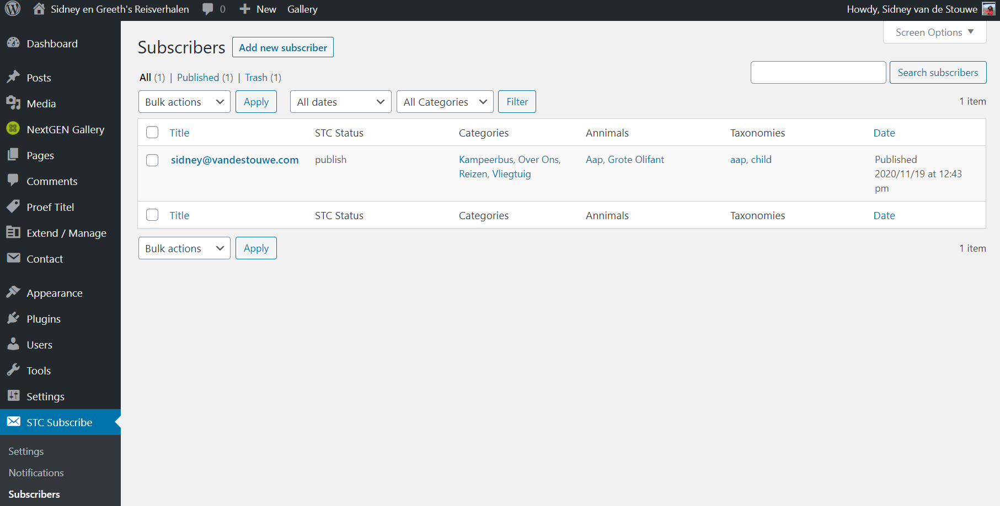 Sidney en Greeth's Reisverhalen 0 New Gallery Howdy, Sidney van de Stouwe
Dashboard
Posts
Media
NextGEN Gallery
Pages
Comments
Proef Titel
Extend / Manage
Contact
Appearance
Plugins
Users
Tools
Settings
STC Subscribe
Settings
Notifications
Subscribers
Screen Options
Subscribers Add new subscriber
All (1) | Published (1) | Trash (1) Search subscribers
Bulk actions Apply All dates All Categories Filter 1 item
Title STC Status Categories Annimals Taxonomies Date
sidney@vandestouwe.com publish Kampeerbus, Over Ons, Aap, Grote Olifant aap, child Published
Reizen, Vliegtuig 2020/11/19 at 12:43
pm
Title STC Status Categories Annimals Taxonomies Date
Bulk actions Apply 1 item